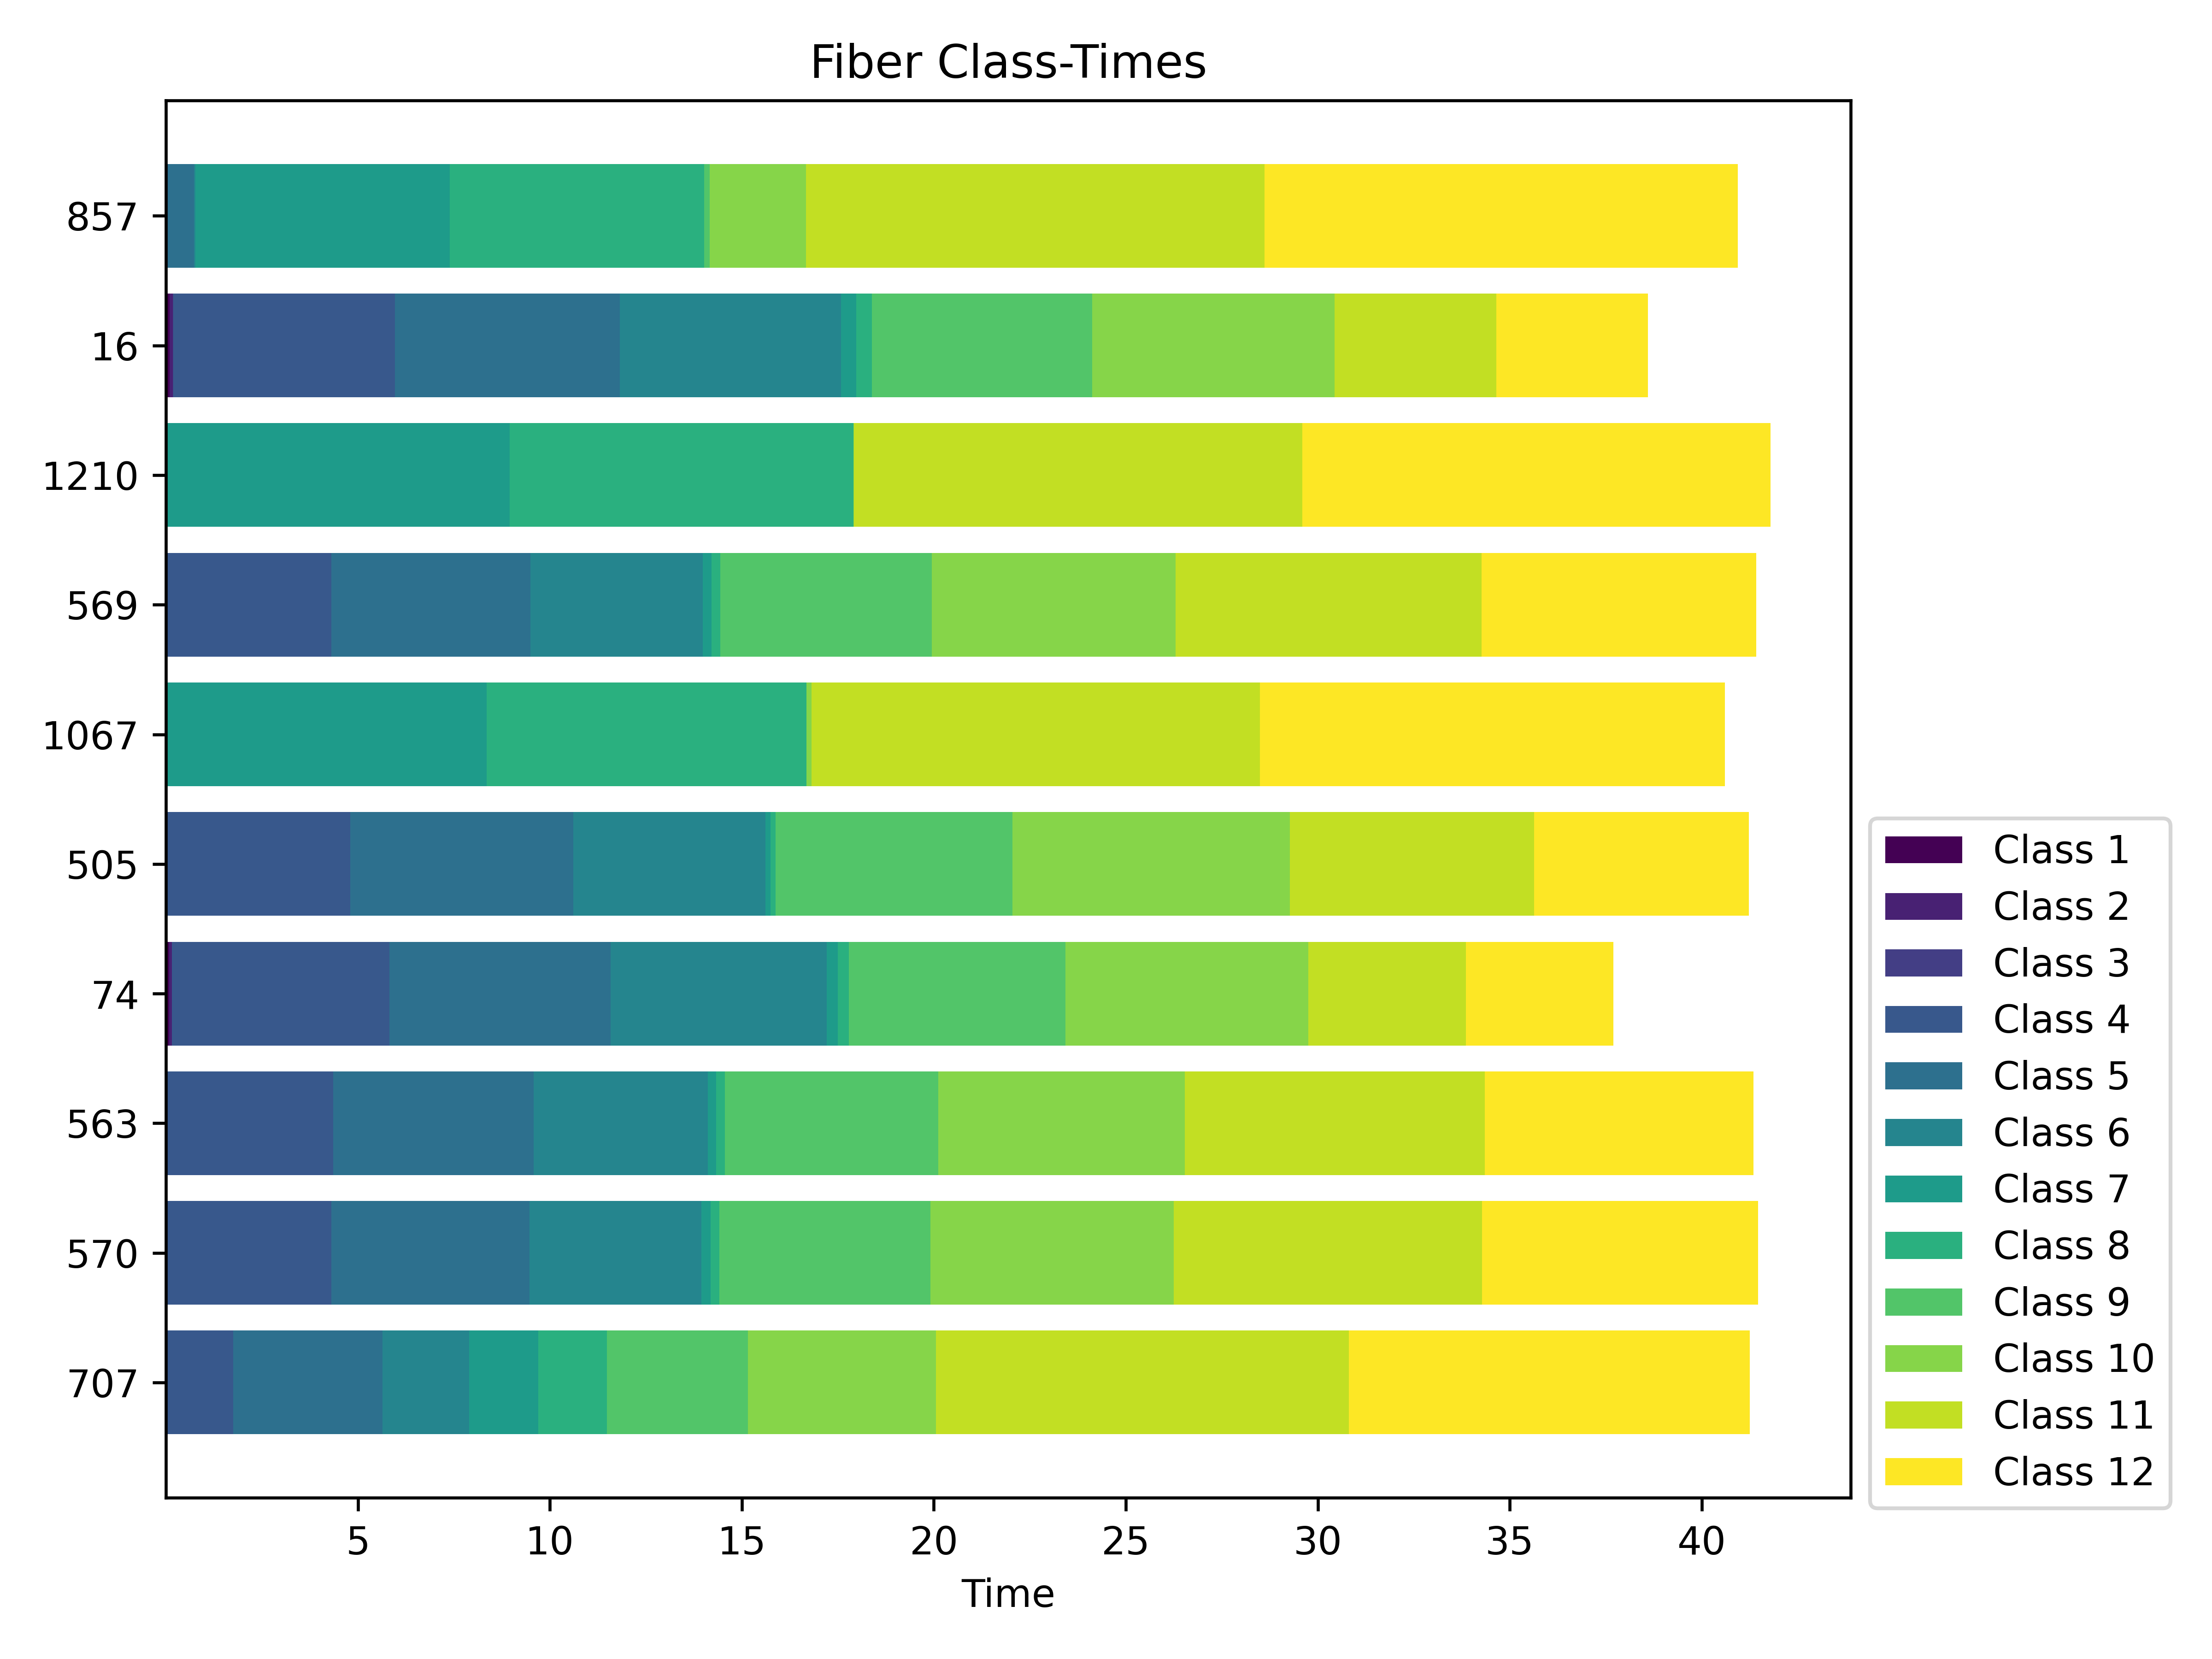 Fiber Class-Times
857
16
1210
569
1067
505
74
563
570
707
5 10 15 20 25 30 35 40
Time
Class 1
Class 2
Class 3
Class 4
Class 5
Class 6
Class 7
Class 8
Class 9
Class 10
Class 11
Class 12